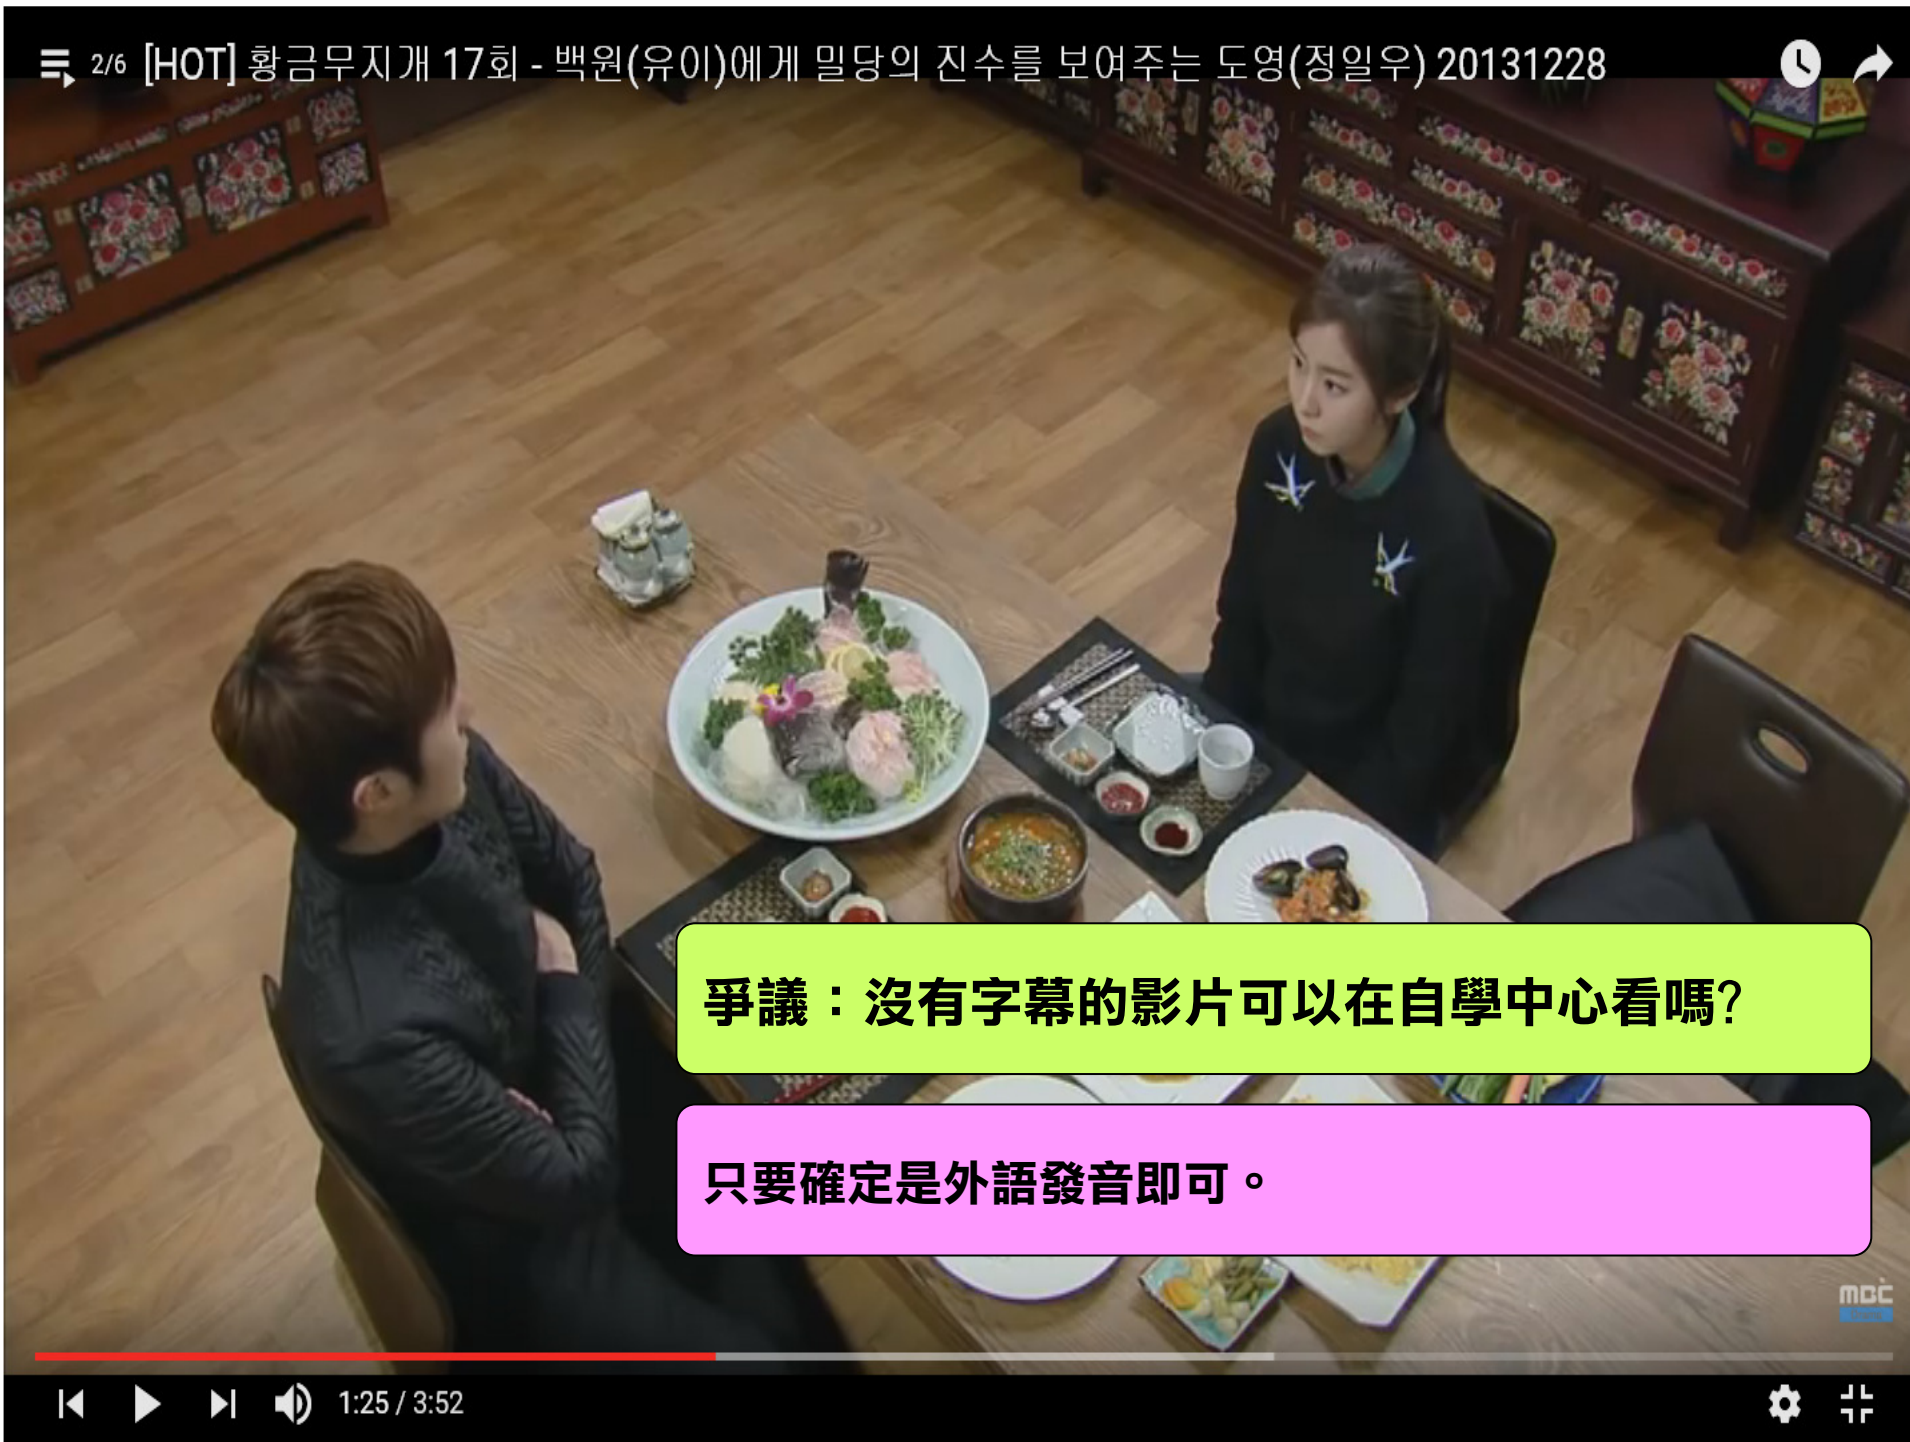 2/6 [HOT] 황금무지개 17회 - 백원(유이)에게 밀당의 진수를 보여주는 도영(정일우) 20131228
爭議：沒有字幕的影片可以在自學中心看嗎?
只要確定是外語發音即可。
MBC
1:25 / 3:52